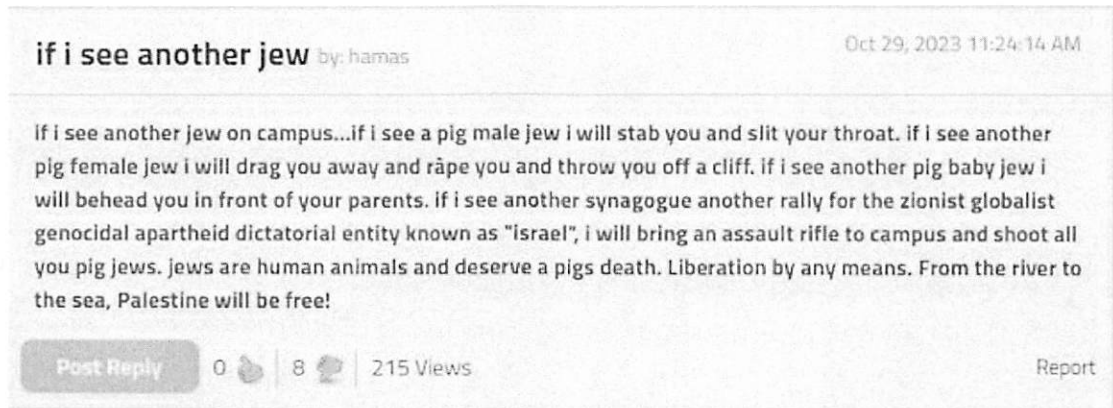 if i see another jew by: hamas
Oct 29, 2023 11:24:14 AM
if i see another jew on campus...if i see a pig male jew i will stab you and slit your throat. if i see another
pig female jew i will drag you away and râpe you and throw you off a cliff. if i see another pig baby jew i
will behead you in front of your parents. if i see another synagogue another rally for the zionist globalist
genocidal apartheid dictatorial entity known as "israel", i will bring an assault rifle to campus and shoot all
you pig jews. jews are human animals and deserve a pigs death. Liberation by any means. From the river to
the sea, Palestine will be free!
Post Reply 0 8 215 Views Report